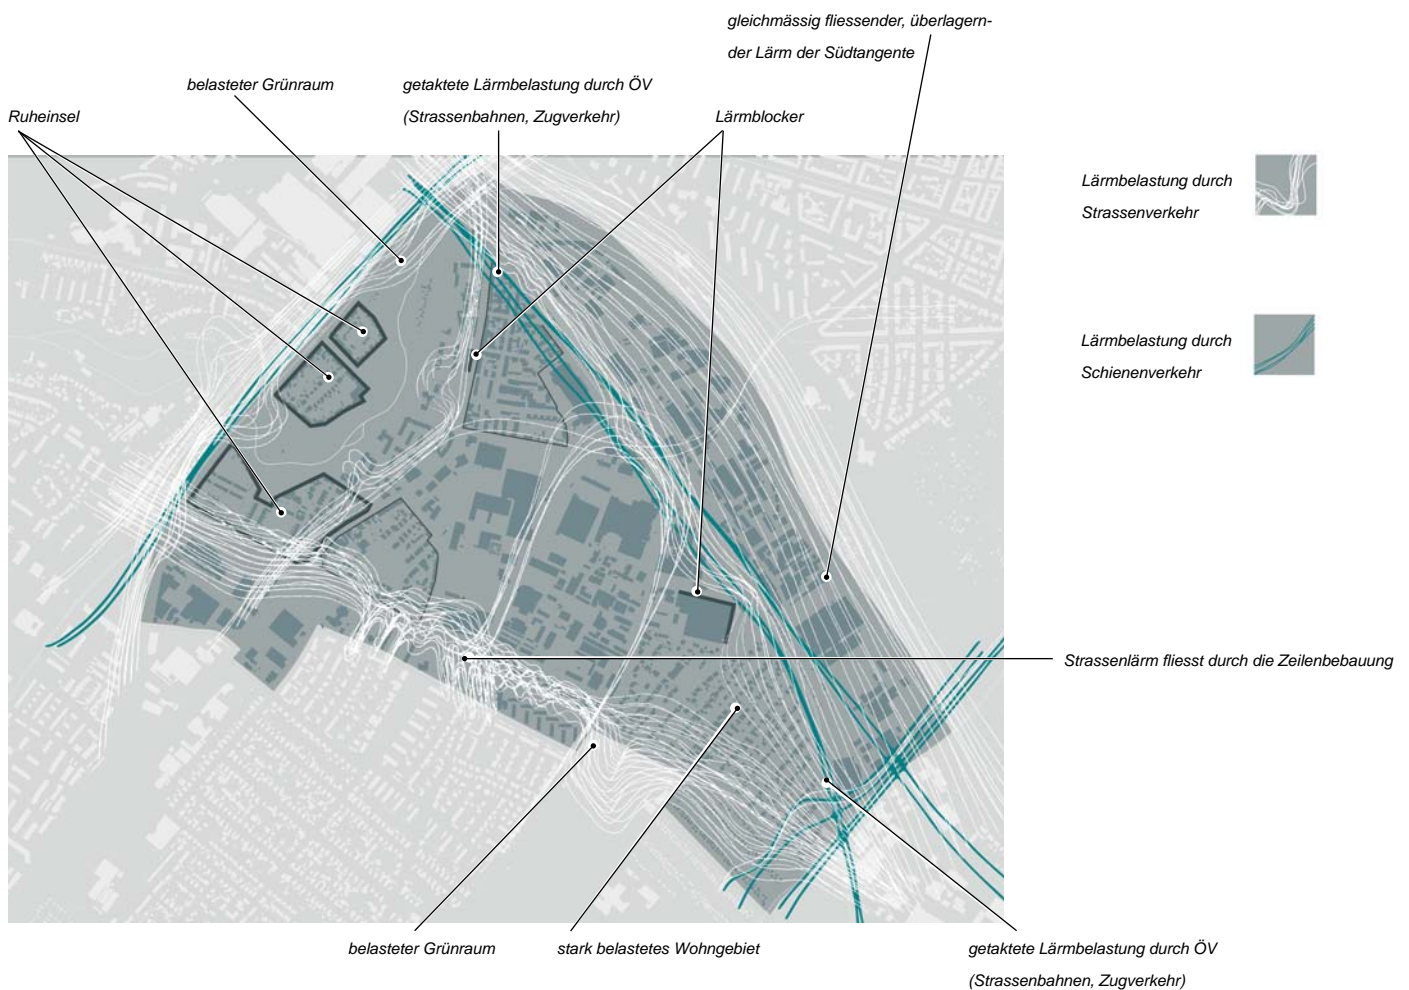 gleichmässig fliessender, überlagern-
der Lärm der Südtangente
belasteter Grünraum
getaktete Lärmbelastung durch ÖV
(Strassenbahnen, Zugverkehr)
Ruheinsel
Lärmblocker
Lärmbelastung durch
Strassenverkehr
Lärmbelastung durch
Schienenverkehr
Strassenlärm fliesst durch die Zeilenbebauung
belasteter Grünraum
stark belastetes Wohngebiet
getaktete Lärmbelastung durch ÖV
(Strassenbahnen, Zugverkehr)